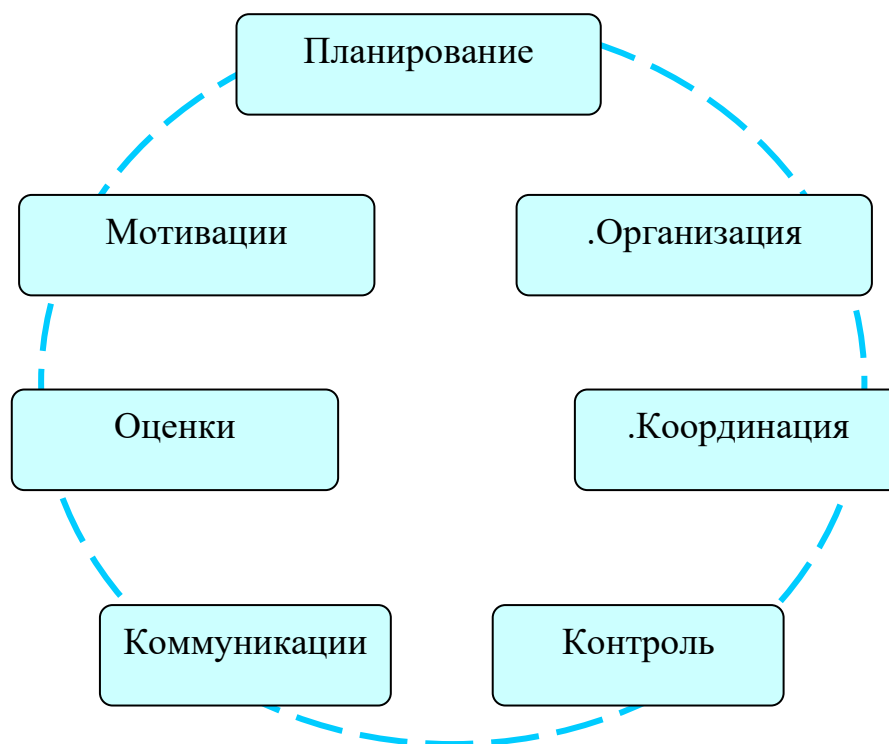 Планирование
Мотивации
.Организация
Оценки
.Координация
Коммуникации
Контроль